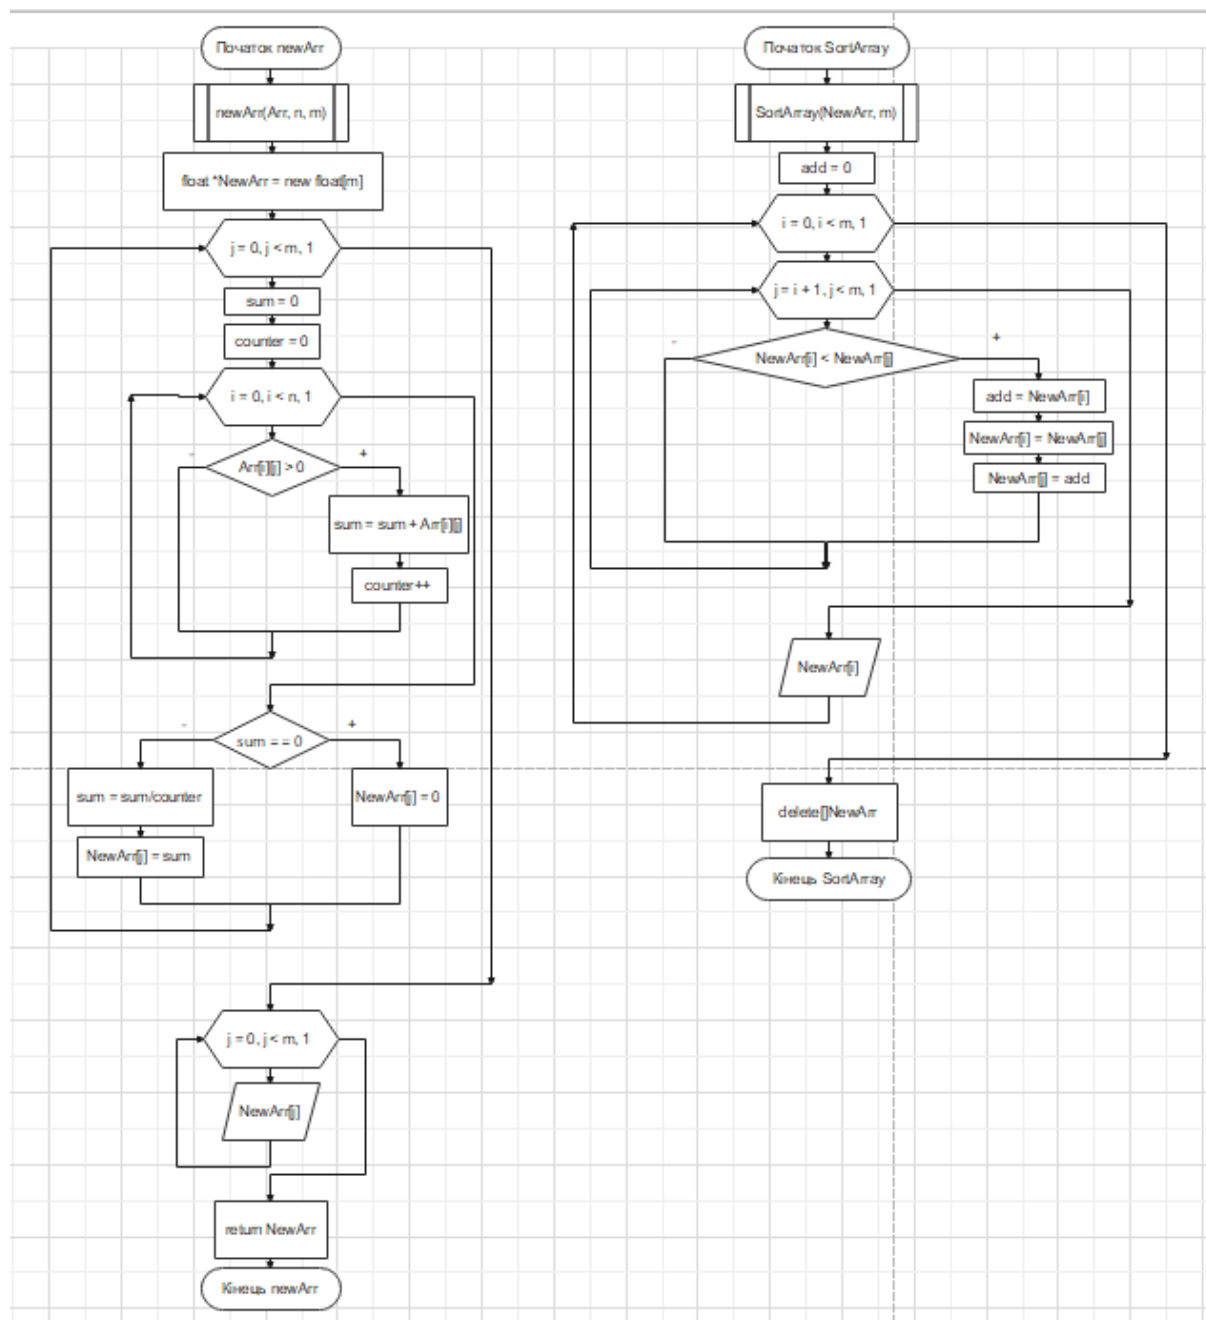 Початок newArr
newArr(Arr, n, m)
float *NewArr = new float[m]
j = 0, j < m, 1
sum = 0
counter = 0
i = 0, i < n, 1
-
Arr[i][j] > 0
+
sum = sum + Arr[i][j]
counter++
-
sum == 0
+
sum = sum/counter
NewArr[j] = 0
NewArr[j] = sum
j = 0, j < m, 1
NewArr[j]
return NewArr
Кінець newArr
Початок SortArray
SortArray(NewArr, m)
add = 0
i = 0, i < m, 1
j = i + 1, j < m, 1
-
NewArr[i] < NewArr[j]
+
add = NewArr[i]
NewArr[i] = NewArr[j]
NewArr[j] = add
NewArr[i]
delete[]NewArr
Кінець SortArray